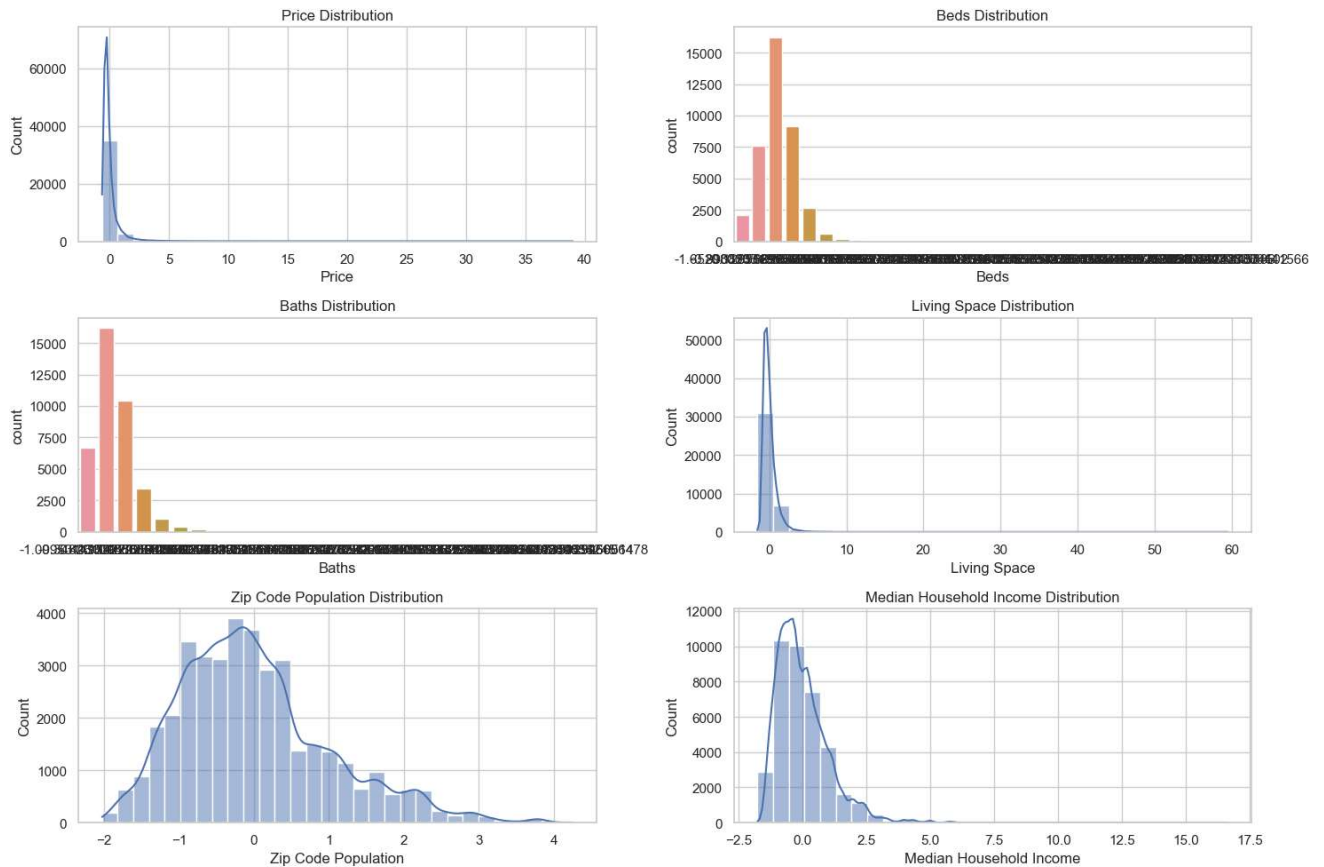 Price Distribution
Count
60000
40000
20000
0
0 5 10 15 20 25 30 35 40
Price
Beds Distribution
count
15000
12500
10000
7500
5000
2500
0
Beds
Baths Distribution
count
15000
12500
10000
7500
5000
2500
0
Baths
Living Space Distribution
Count
50000
40000
30000
20000
10000
0
0 10 20 30 40 50 60
Living Space
Zip Code Population Distribution
Count
4000
3000
2000
1000
0
−2 −1 0 1 2 3 4
Zip Code Population
Median Household Income Distribution
Count
12000
10000
8000
6000
4000
2000
0
−2.5 0.0 2.5 5.0 7.5 10.0 12.5 15.0 17.5
Median Household Income